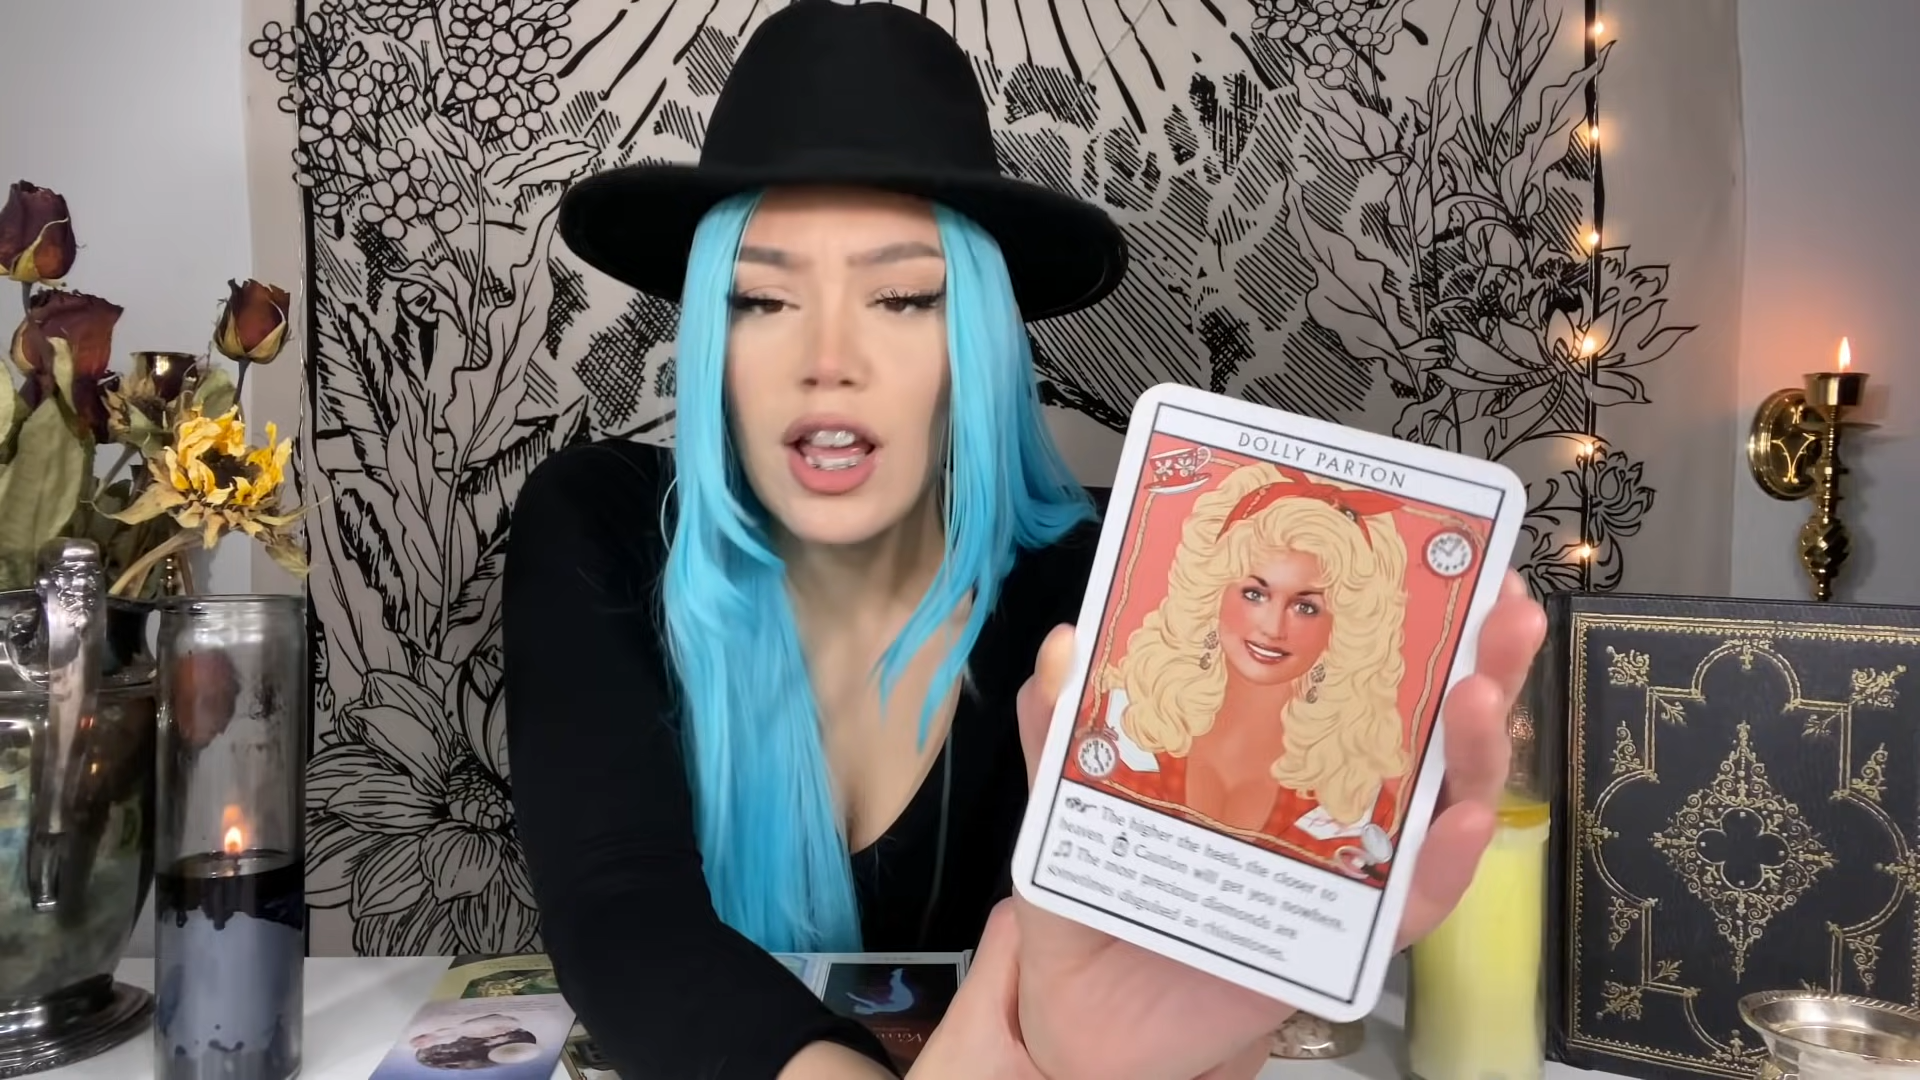 DOLLY PARTON
The higher the heels, the closer to
heaven. Caution will get you nowhere.
The most precious diamonds are
sometimes disguised as rhinestones.